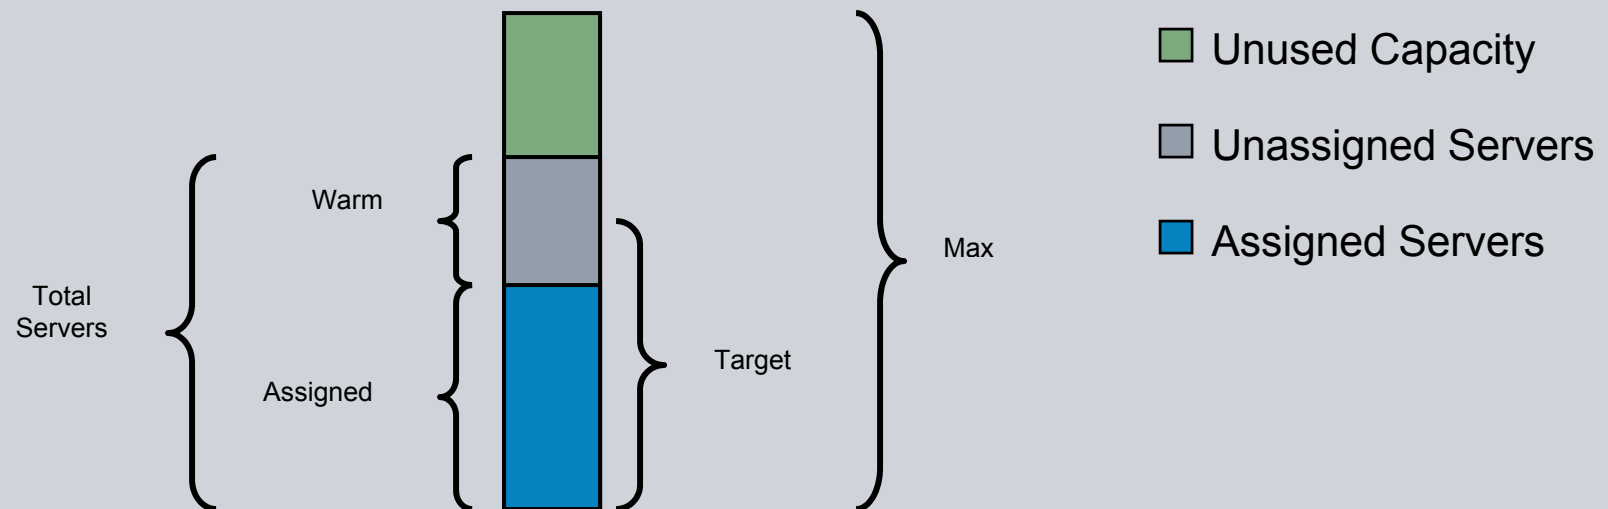 Unused Capacity
Unassigned Servers
Warm
Assigned Servers
Max
Total
Servers
Target
Assigned